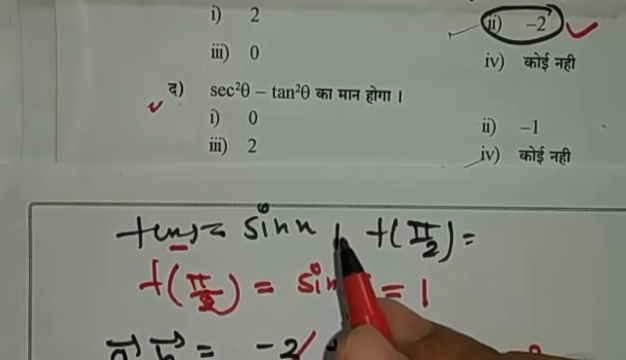 i) 2 ii) -2
iii) 0 iv) कोई नही
द) sec²θ – tan²θ का मान होगा ।
i) 0 ii) -1
iii) 2 iv) कोई नही
f(x) = sin x , f(π/2) =
f(π/2) = sin = 1
= -2